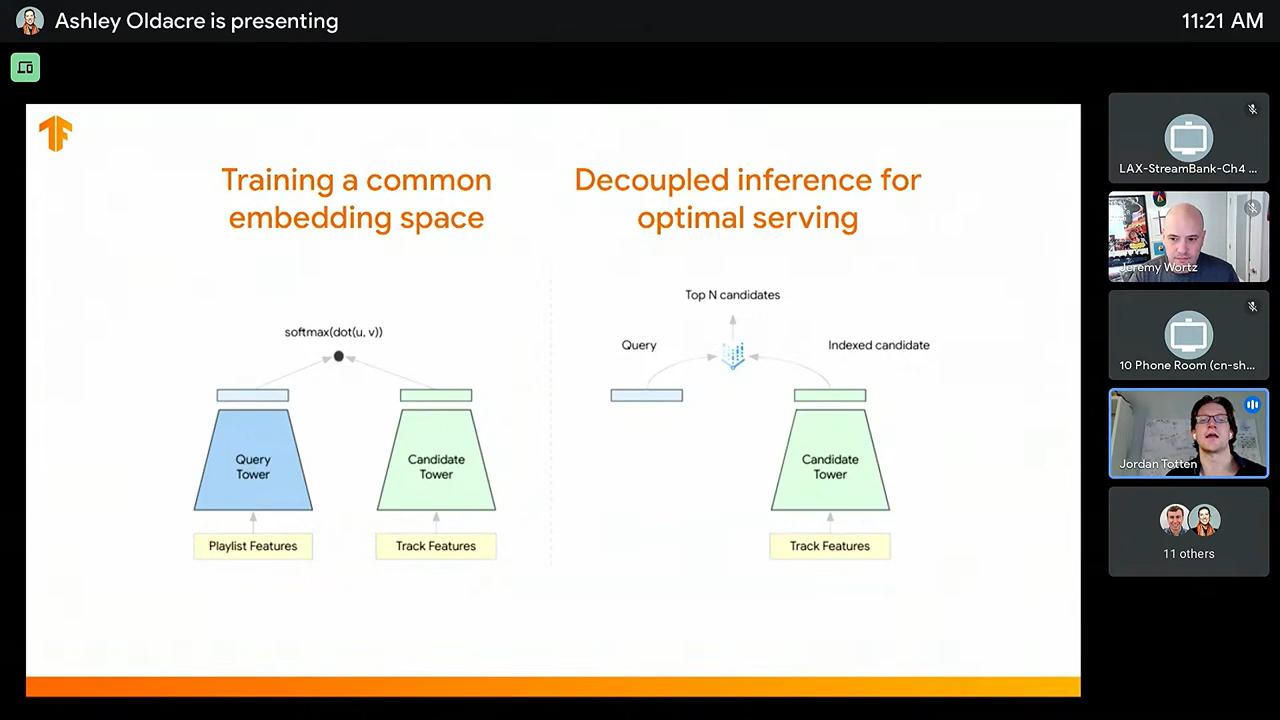 Ashley Oldacre is presenting
11:21 AM
Training a common
embedding space
Decoupled inference for
optimal serving
softmax(dot(u, v))
Query
Tower
Candidate
Tower
Playlist Features
Track Features
Top N candidates
Query
Indexed candidate
Candidate
Tower
Track Features
LAX-StreamBank-Ch4 ...
Jeremy Wortz
10 Phone Room (cn-sh...
Jordan Totten
11 others